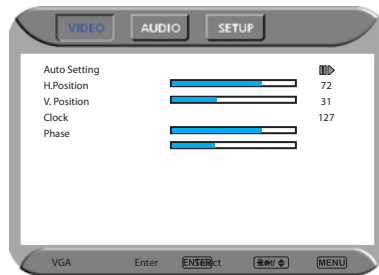 VIDEO AUDIO SETUP
Auto Setting
H.Position 72
V. Position 31
Clock 127
Phase
VGA Enter ENTER MENU